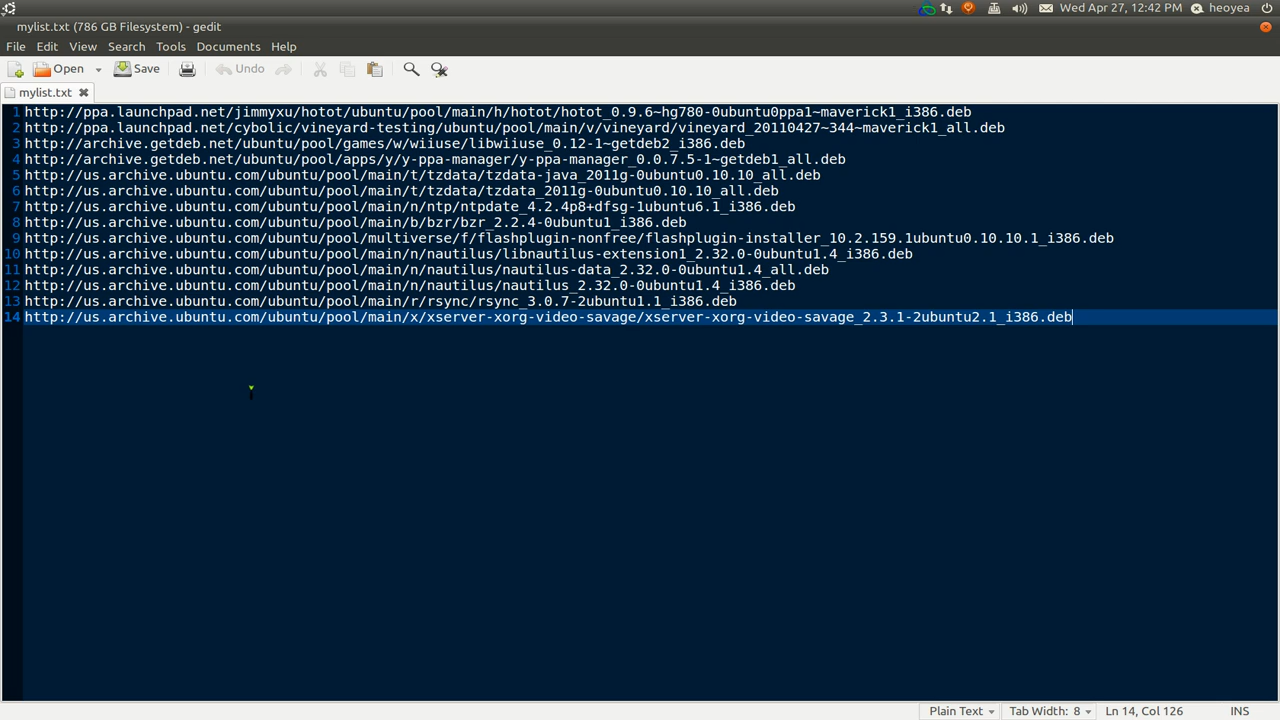 Wed Apr 27, 12:42 PM heoyea
mylist.txt (786 GB Filesystem) - gedit
File Edit View Search Tools Documents Help
Open Save Undo
mylist.txt
1 http://ppa.launchpad.net/jimmyxu/hotot/ubuntu/pool/main/h/hotot/hotot_0.9.6~hg780-0ubuntu0ppa1~maverick1_i386.deb
2 http://ppa.launchpad.net/cybolic/vineyard-testing/ubuntu/pool/main/v/vineyard/vineyard_20110427~344~maverick1_all.deb
3 http://archive.getdeb.net/ubuntu/pool/games/w/wiiuse/libwiiuse_0.12-1~getdeb2_i386.deb
4 http://archive.getdeb.net/ubuntu/pool/apps/y/y-ppa-manager/y-ppa-manager_0.0.7.5-1~getdeb1_all.deb
5 http://us.archive.ubuntu.com/ubuntu/pool/main/t/tzdata/tzdata-java_2011g-0ubuntu0.10.10_all.deb
6 http://us.archive.ubuntu.com/ubuntu/pool/main/t/tzdata/tzdata_2011g-0ubuntu0.10.10_all.deb
7 http://us.archive.ubuntu.com/ubuntu/pool/main/n/ntp/ntpdate_4.2.4p8+dfsg-1ubuntu6.1_i386.deb
8 http://us.archive.ubuntu.com/ubuntu/pool/main/b/bzr/bzr_2.2.4-0ubuntu1_i386.deb
9 http://us.archive.ubuntu.com/ubuntu/pool/multiverse/f/flashplugin-nonfree/flashplugin-installer_10.2.159.1ubuntu0.10.10.1_i386.deb
10 http://us.archive.ubuntu.com/ubuntu/pool/main/n/nautilus/libnautilus-extension1_2.32.0-0ubuntu1.4_i386.deb
11 http://us.archive.ubuntu.com/ubuntu/pool/main/n/nautilus/nautilus-data_2.32.0-0ubuntu1.4_all.deb
12 http://us.archive.ubuntu.com/ubuntu/pool/main/n/nautilus/nautilus_2.32.0-0ubuntu1.4_i386.deb
13 http://us.archive.ubuntu.com/ubuntu/pool/main/r/rsync/rsync_3.0.7-2ubuntu1.1_i386.deb
14 http://us.archive.ubuntu.com/ubuntu/pool/main/x/xserver-xorg-video-savage/xserver-xorg-video-savage_2.3.1-2ubuntu2.1_i386.deb
Plain Text Tab Width: 8 Ln 14, Col 126 INS